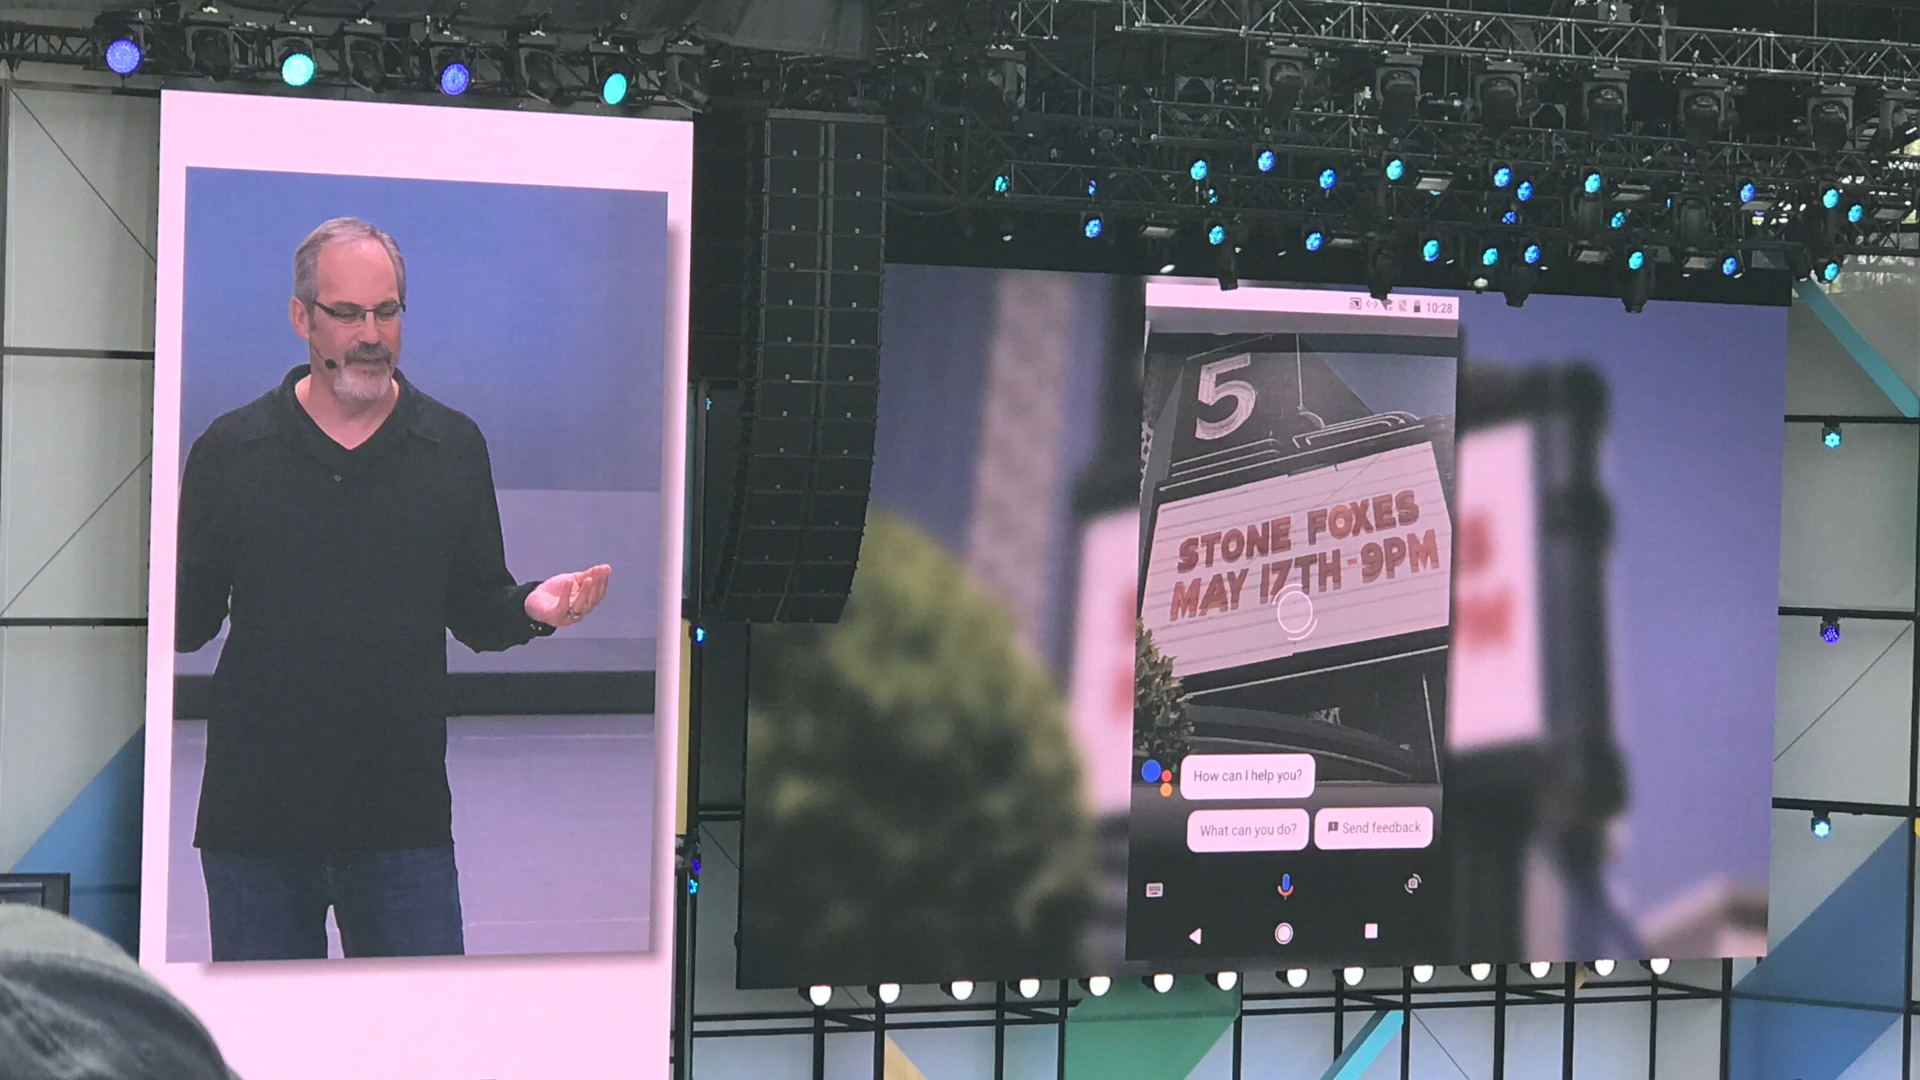 10:28
5
STONE FOXES
MAY 17TH-9PM
How can I help you?
What can you do?
Send feedback